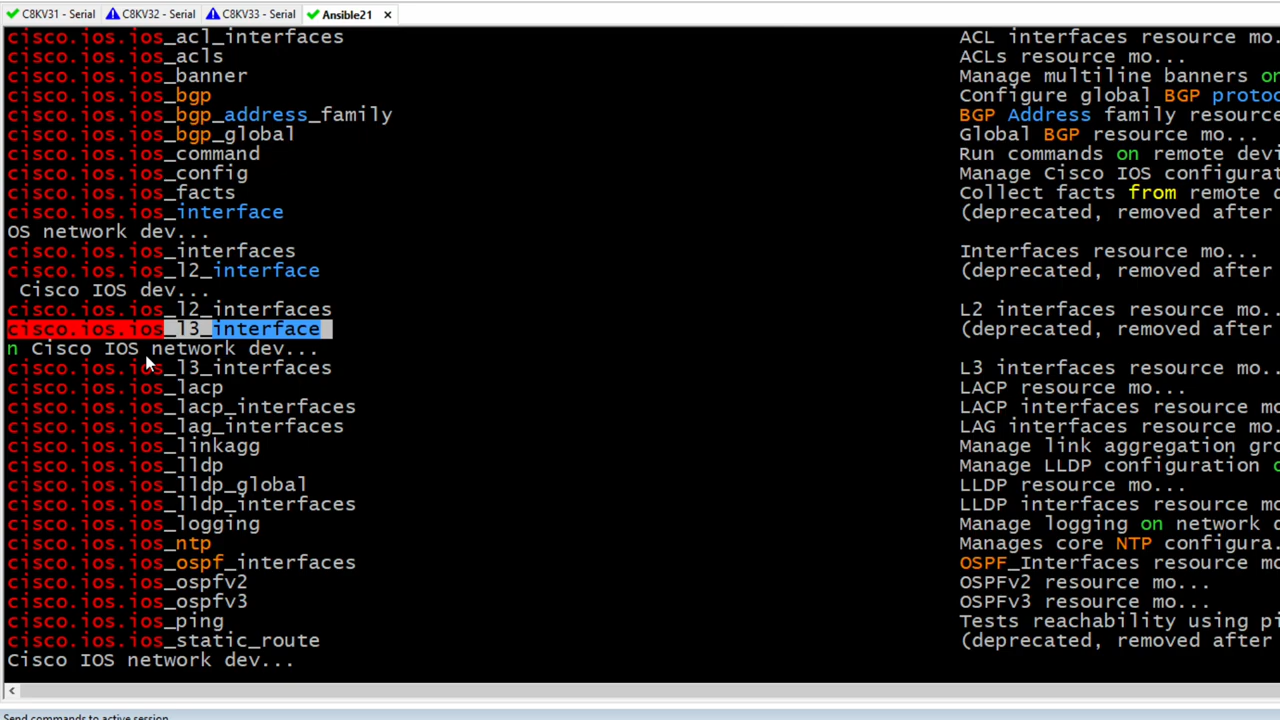 C8KV31 - Serial C8KV32 - Serial C8KV33 - Serial Ansible21
cisco.ios.ios_acl_interfaces ACL interfaces resource mo..
cisco.ios.ios_acls ACLs resource mo...
cisco.ios.ios_banner Manage multiline banners on
cisco.ios.ios_bgp Configure global BGP protoc
cisco.ios.ios_bgp_address_family BGP Address family resource
cisco.ios.ios_bgp_global Global BGP resource mo...
cisco.ios.ios_command Run commands on remote devi
cisco.ios.ios_config Manage Cisco IOS configurat
cisco.ios.ios_facts Collect facts from remote d
cisco.ios.ios_interface (deprecated, removed after
OS network dev...
cisco.ios.ios_interfaces Interfaces resource mo...
cisco.ios.ios_l2_interface (deprecated, removed after
Cisco IOS dev...
cisco.ios.ios_l2_interfaces L2 interfaces resource mo..
cisco.ios.ios_l3_interface (deprecated, removed after
n Cisco IOS network dev...
cisco.ios.ios_l3_interfaces L3 interfaces resource mo..
cisco.ios.ios_lacp LACP resource mo...
cisco.ios.ios_lacp_interfaces LACP interfaces resource mo
cisco.ios.ios_lag_interfaces LAG interfaces resource mo.
cisco.ios.ios_linkagg Manage link aggregation gro
cisco.ios.ios_lldp Manage LLDP configuration o
cisco.ios.ios_lldp_global LLDP resource mo...
cisco.ios.ios_lldp_interfaces LLDP interfaces resource mo
cisco.ios.ios_logging Manage logging on network d
cisco.ios.ios_ntp Manages core NTP configura.
cisco.ios.ios_ospf_interfaces OSPF_Interfaces resource mo
cisco.ios.ios_ospfv2 OSPFv2 resource mo...
cisco.ios.ios_ospfv3 OSPFv3 resource mo...
cisco.ios.ios_ping Tests reachability using pi
cisco.ios.ios_static_route (deprecated, removed after
Cisco IOS network dev...
Send commands to active session